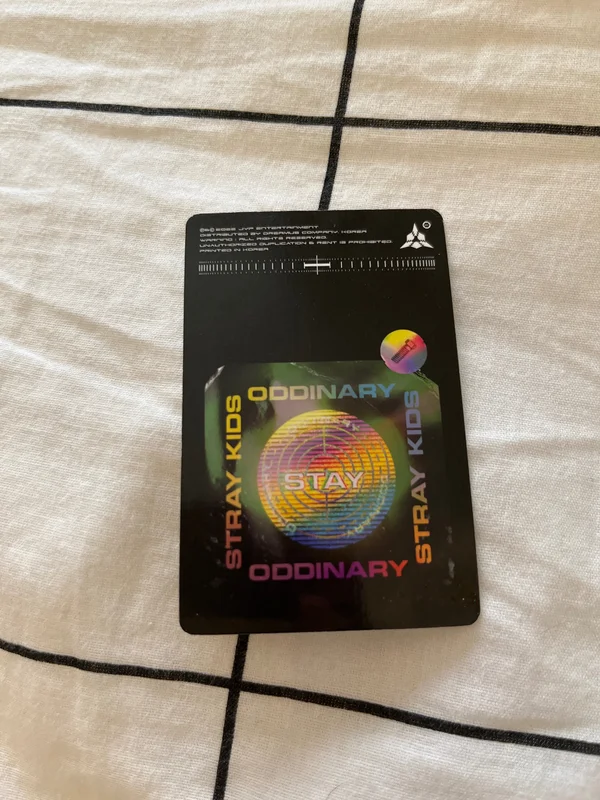 ℗&© 2022 JYP ENTERTAINMENT
DISTRIBUTED BY DREAMUS COMPANY. KOREA
WARNING : ALL RIGHTS RESERVED.
UNAUTHORIZED DUPLICATION & RENT IS PROHIBITED.
PRINTED IN KOREA
ODDINARY
STRAY KIDS
STAY
STRAY KIDS
ODDINARY